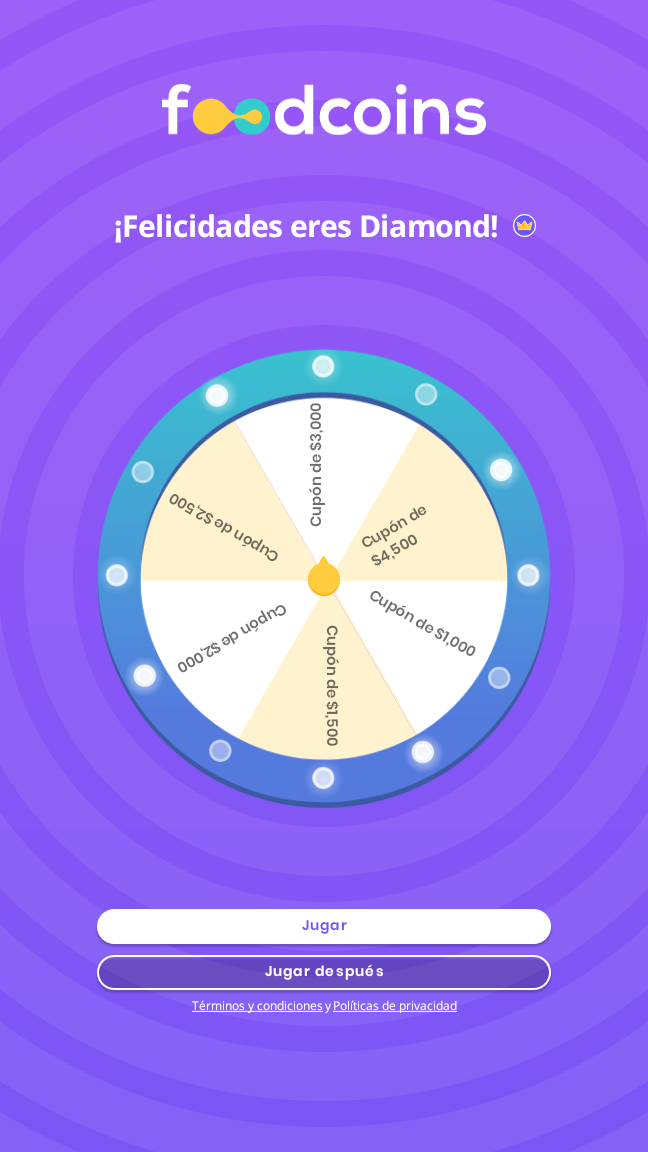 foodcoins
¡Felicidades eres Diamond!
Cupón de $3,000
Cupón de
$4,500
Cupón de $2,500
Cupón de $1,000
Cupón de $2,000
Cupón de $1,500
Jugar
Jugar después
Términos y condiciones y Políticas de privacidad